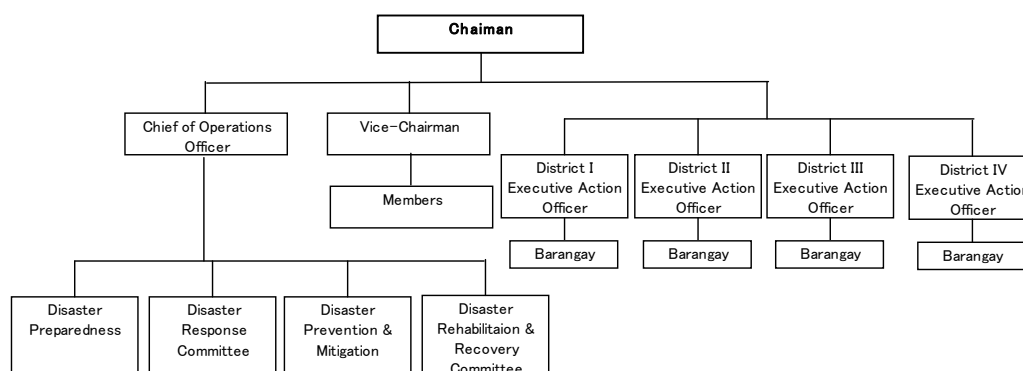 Chaiman
Chief of Operations
Officer
Vice-Chairman
Members
District I
Executive Action
Officer
District II
Executive Action
Officer
District III
Executive Action
Officer
District IV
Executive Action
Officer
Barangay
Barangay
Barangay
Barangay
Disaster
Preparedness
Disaster
Response
Committee
Disaster
Prevention &
Mitigation
Disaster
Rehabilitaion &
Recovery
Committee